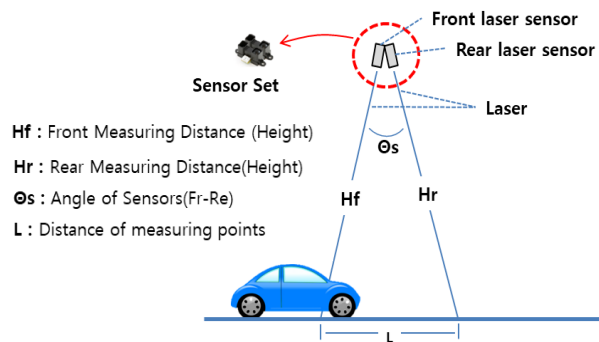 Front laser sensor
Rear laser sensor
Sensor Set
Laser
Hf : Front Measuring Distance (Height)
Θs
Hr : Rear Measuring Distance(Height)
Hf
Hr
Θs : Angle of Sensors(Fr-Re)
L : Distance of measuring points
L